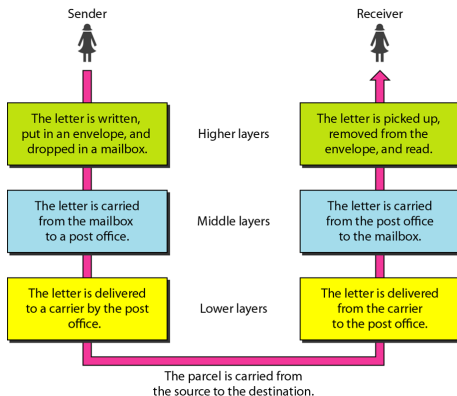 Sender
Receiver
The letter is written,
put in an envelope, and
dropped in a mailbox.
Higher layers
The letter is picked up,
removed from the
envelope, and read.
The letter is carried
from the mailbox
to a post office.
Middle layers
The letter is carried
from the post office
to the mailbox.
The letter is delivered
to a carrier by the post
office.
Lower layers
The letter is delivered
from the carrier
to the post office.
The parcel is carried from
the source to the destination.